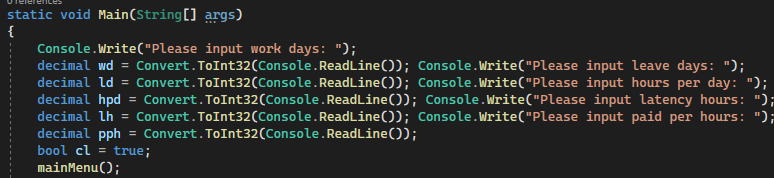 0 references
static void Main(String[] args)
{
Console.Write("Please input work days: ");
decimal wd = Convert.ToInt32(Console.ReadLine()); Console.Write("Please input leave days: ");
decimal ld = Convert.ToInt32(Console.ReadLine()); Console.Write("Please input hours per day: ");
decimal hpd = Convert.ToInt32(Console.ReadLine()); Console.Write("Please input latency hours: ");
decimal lh = Convert.ToInt32(Console.ReadLine()); Console.Write("Please input paid per hours: ");
decimal pph = Convert.ToInt32(Console.ReadLine());
bool cl = true;
mainMenu();